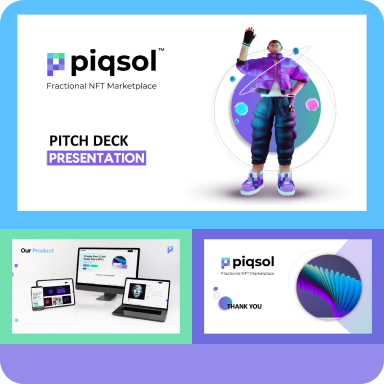 piqsol™
Fractional NFT Marketplace
PITCH DECK
PRESENTATION
Our Product
piqsol
Fractional NFT Marketplace
THANK YOU